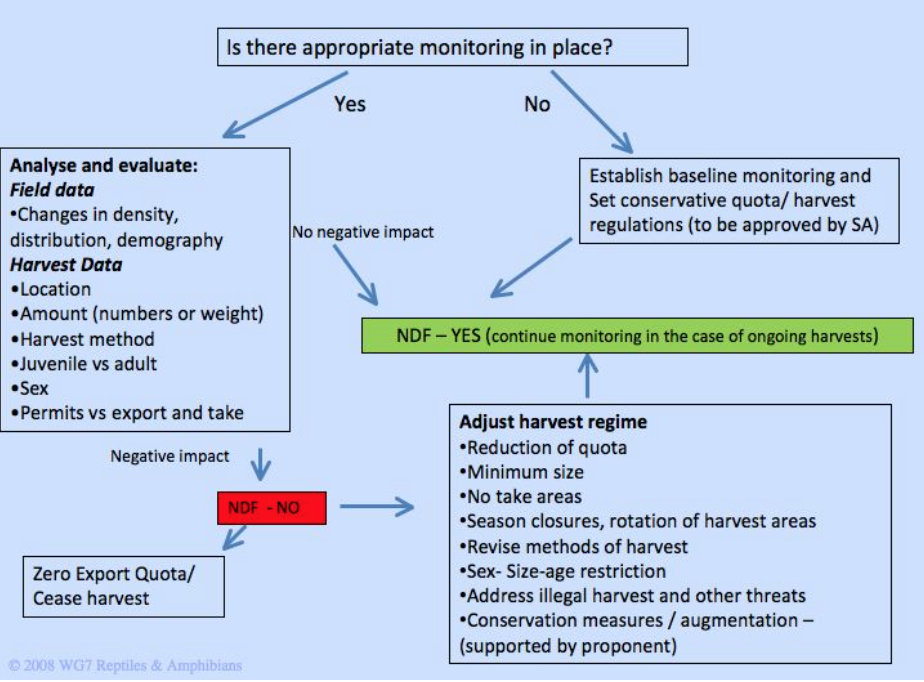 Is there appropriate monitoring in place?
Yes
No
Analyse and evaluate:
Field data
•Changes in density,
distribution, demography
Harvest Data
•Location
•Amount (numbers or weight)
•Harvest method
•Juvenile vs adult
•Sex
•Permits vs export and take
Establish baseline monitoring and
Set conservative quota/ harvest
regulations (to be approved by SA)
No negative impact
NDF – YES (continue monitoring in the case of ongoing harvests)
Negative impact
NDF - NO
Zero Export Quota/
Cease harvest
Adjust harvest regime
•Reduction of quota
•Minimum size
•No take areas
•Season closures, rotation of harvest areas
•Revise methods of harvest
•Sex- Size-age restriction
•Address illegal harvest and other threats
•Conservation measures / augmentation –
(supported by proponent)
© 2008 WG7 Reptiles & Amphibians